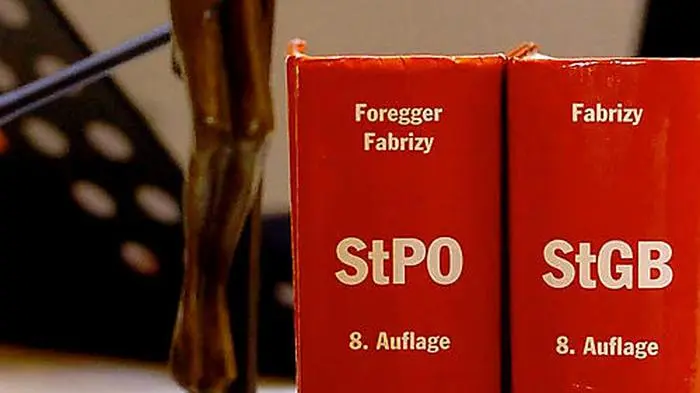 Foregger
Fabrizy
StPO
8. Auflage
Fabrizy
StGB
8. Auflage